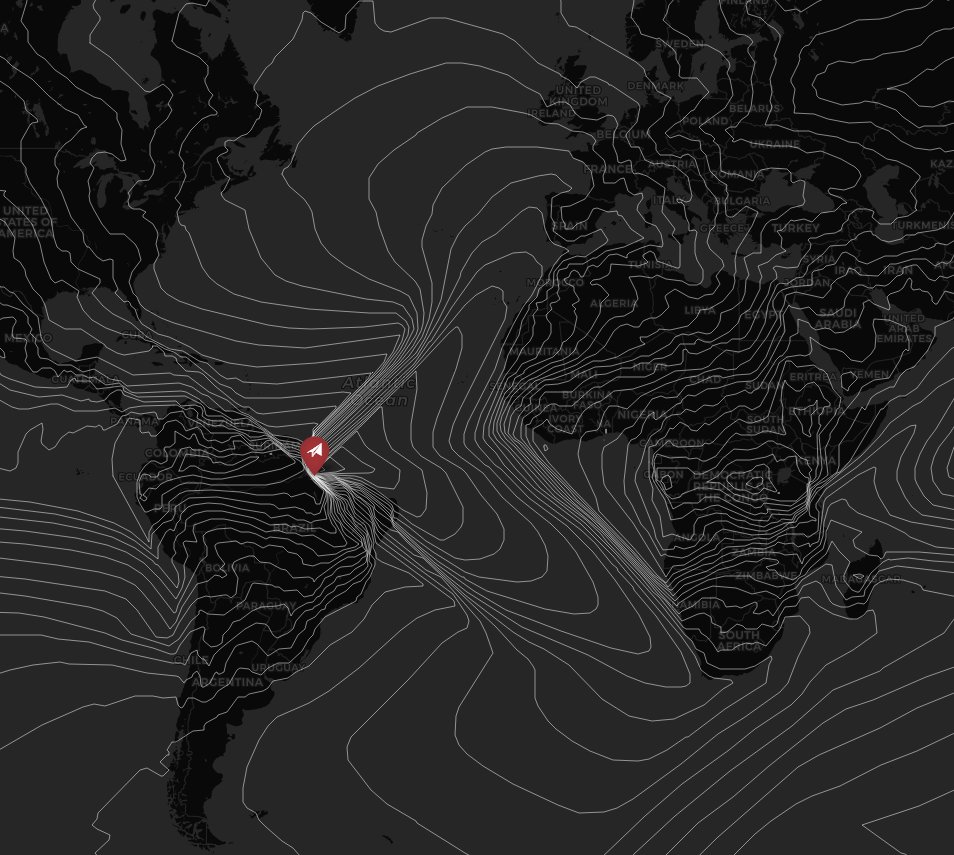 FINLAND
SWEDEN
UNITED
KINGDOM
DENMARK
IRELAND
BELARUS
POLAND
BELGIUM
UKRAINE
FRANCE
AUSTRIA
KAZ
ROMANIA
ITALY
BULGARIA
UNITED
STATES OF
AMERICA
SPAIN
GREECE
TURKEY
TURKMENIS
TUNISIA
SYRIA
IRAQ
IRAN
MOROCCO
JORDAN
ALGERIA
LIBYA
EGYPT
SAUDI
ARABIA
UNITED
ARAB
EMIRATES
MEXICO
CUBA
MAURITANIA
GUATEMALA
Atlantic
Ocean
MALI
NIGER
CHAD
SUDAN
ERITREA
YEMEN
SENEGAL
BURKINA
FASO
GUINEA
IVORY
COAST
NIGERIA
ETHIOPIA
SOUTH
SUDAN
PANAMA
VENEZUELA
CAMEROON
COLOMBIA
KENYA
ECUADOR
GABON
DEMOCRATIC
REPUBLIC OF
THE CONGO
PERU
BRAZIL
ANGOLA
ZAMBIA
BOLIVIA
ZIMBABWE
MADAGASCAR
PARAGUAY
NAMIBIA
SOUTH
AFRICA
CHILE
URUGUAY
ARGENTINA